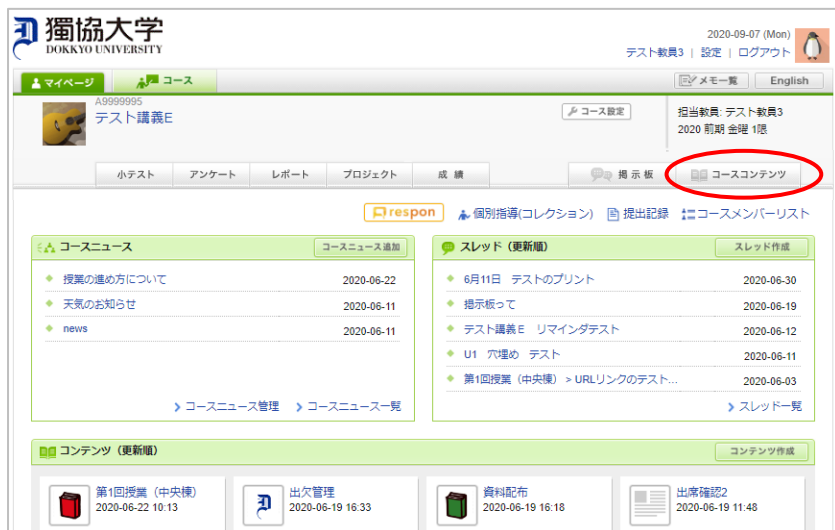 獨協大学
DOKKYO UNIVERSITY
2020-09-07 (Mon)
テスト教員3 | 設定 | ログアウト
マイページ
コース
メモ一覧
English
A9999995
テスト講義E
コース設定
担当教員: テスト教員3
2020 前期 金曜 1限
小テスト
アンケート
レポート
プロジェクト
成績
掲示板
コースコンテンツ
respon
個別指導(コレクション)
提出記録
コースメンバーリスト
コースニュース
コースニュース追加
授業の進め方について 2020-06-22
天気のお知らせ 2020-06-11
news 2020-06-11
コースニュース管理
コースニュース一覧
スレッド（更新順）
スレッド作成
6月11日　テストのプリント 2020-06-30
掲示板って 2020-06-19
テスト講義Ｅ　リマインダテスト 2020-06-12
U1　穴埋め　テスト 2020-06-11
第1回授業（中央棟）> URLリンクのテスト... 2020-06-03
スレッド一覧
コンテンツ（更新順）
コンテンツ作成
第1回授業（中央棟）
2020-06-22 10:13
出欠管理
2020-06-19 16:33
資料配布
2020-06-19 16:18
出席確認2
2020-06-19 11:48